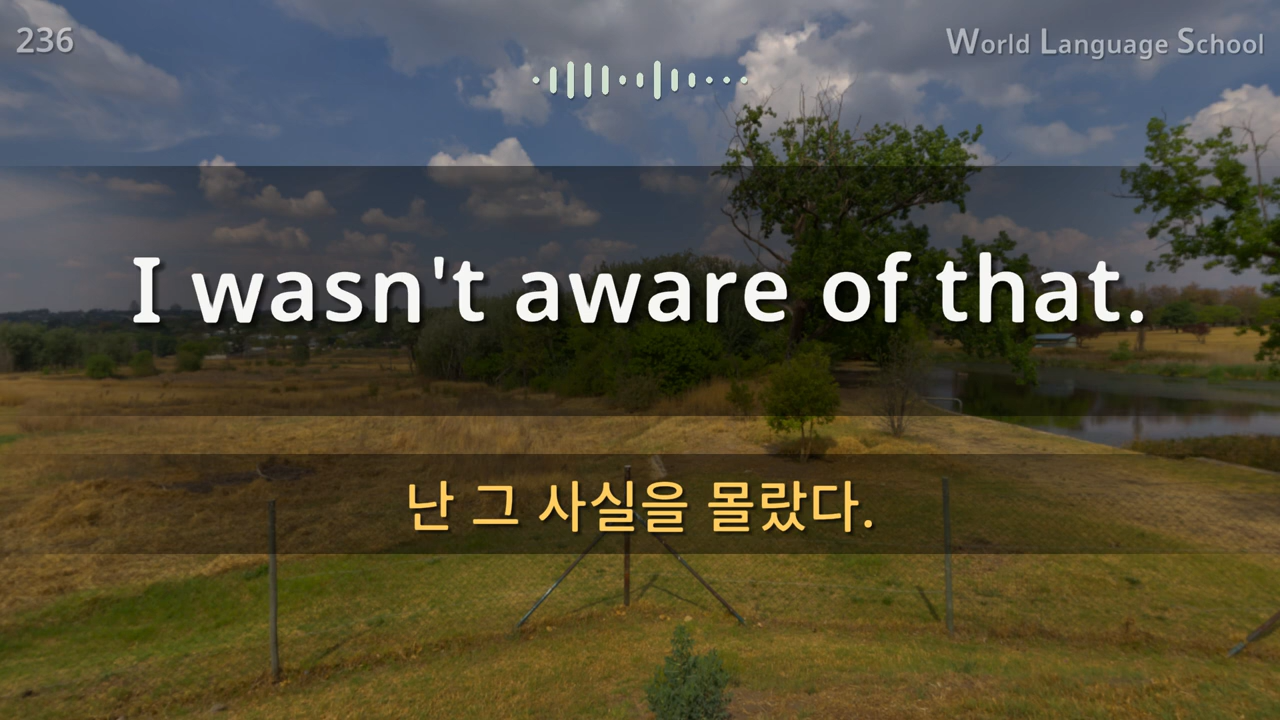 236
World Language School
I wasn't aware of that.
난 그 사실을 몰랐다.